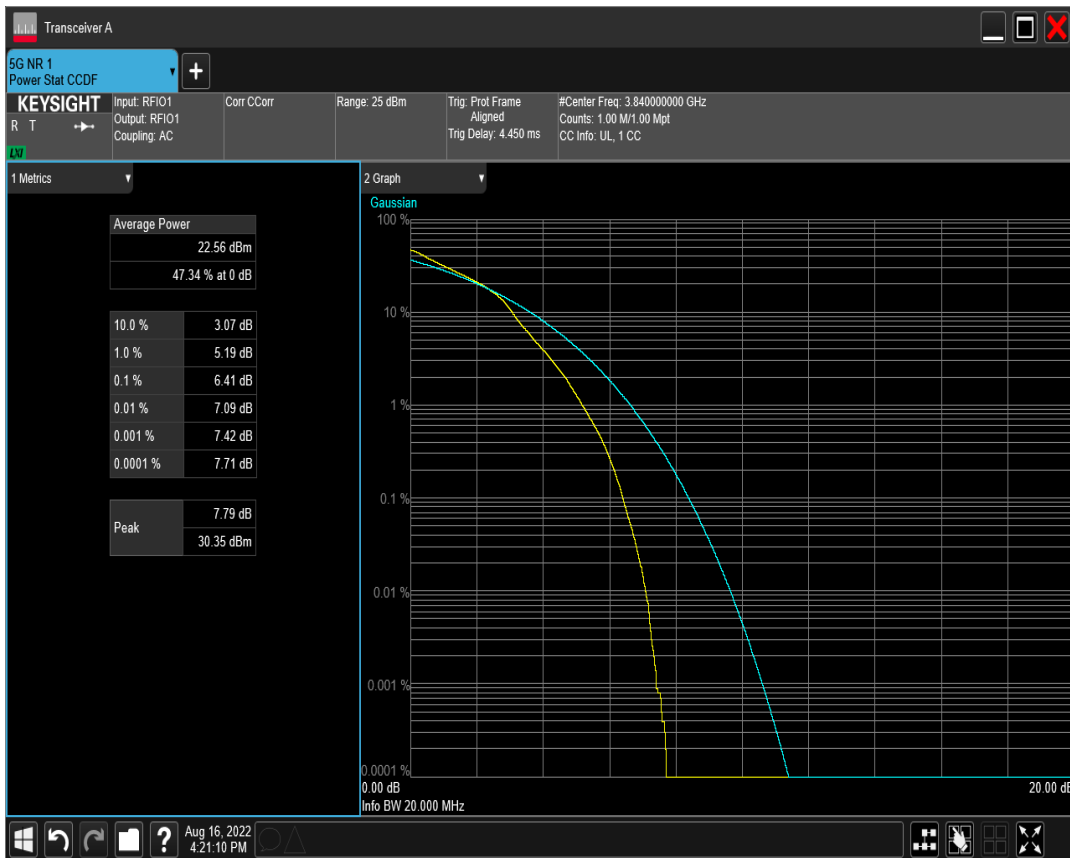 Transceiver A
5G NR 1
Power Stat CCDF
KEYSIGHT
R T
LXI
Input: RFIO1
Output: RFIO1
Coupling: AC
Corr CCorr
Range: 25 dBm
Trig: Prot Frame
Aligned
Trig Delay: 4.450 ms
#Center Freq: 3.840000000 GHz
Counts: 1.00 M/1.00 Mpt
CC Info: UL, 1 CC
1 Metrics
Average Power
22.56 dBm
47.34 % at 0 dB
10.0 % 3.07 dB
1.0 % 5.19 dB
0.1 % 6.41 dB
0.01 % 7.09 dB
0.001 % 7.42 dB
0.0001 % 7.71 dB
Peak 7.79 dB
30.35 dBm
2 Graph
Gaussian
100 %
10 %
1 %
0.1 %
0.01 %
0.001 %
0.0001 %
0.00 dB 20.00 dB
Info BW 20.000 MHz
?
Aug 16, 2022
4:21:10 PM